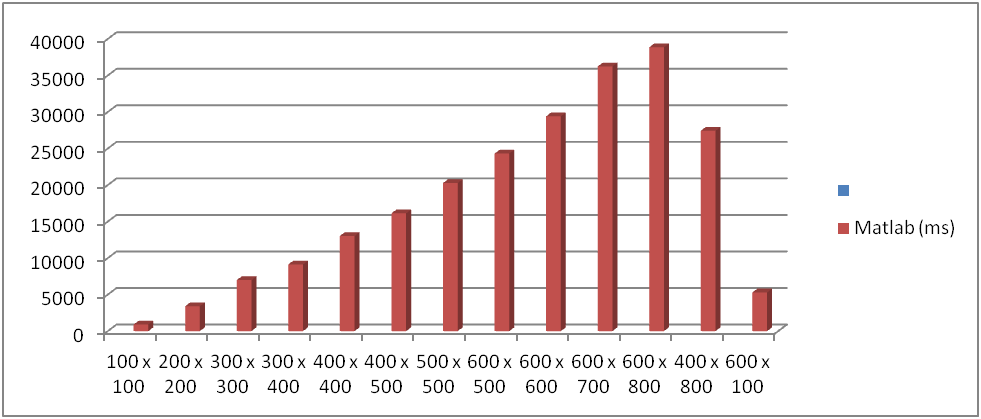 40000
35000
30000
25000
20000
15000
10000
5000
0
100 x 100
200 x 200
300 x 300
300 x 400
400 x 400
400 x 500
500 x 500
600 x 500
600 x 600
600 x 700
600 x 800
400 x 800
600 x 100
Matlab (ms)